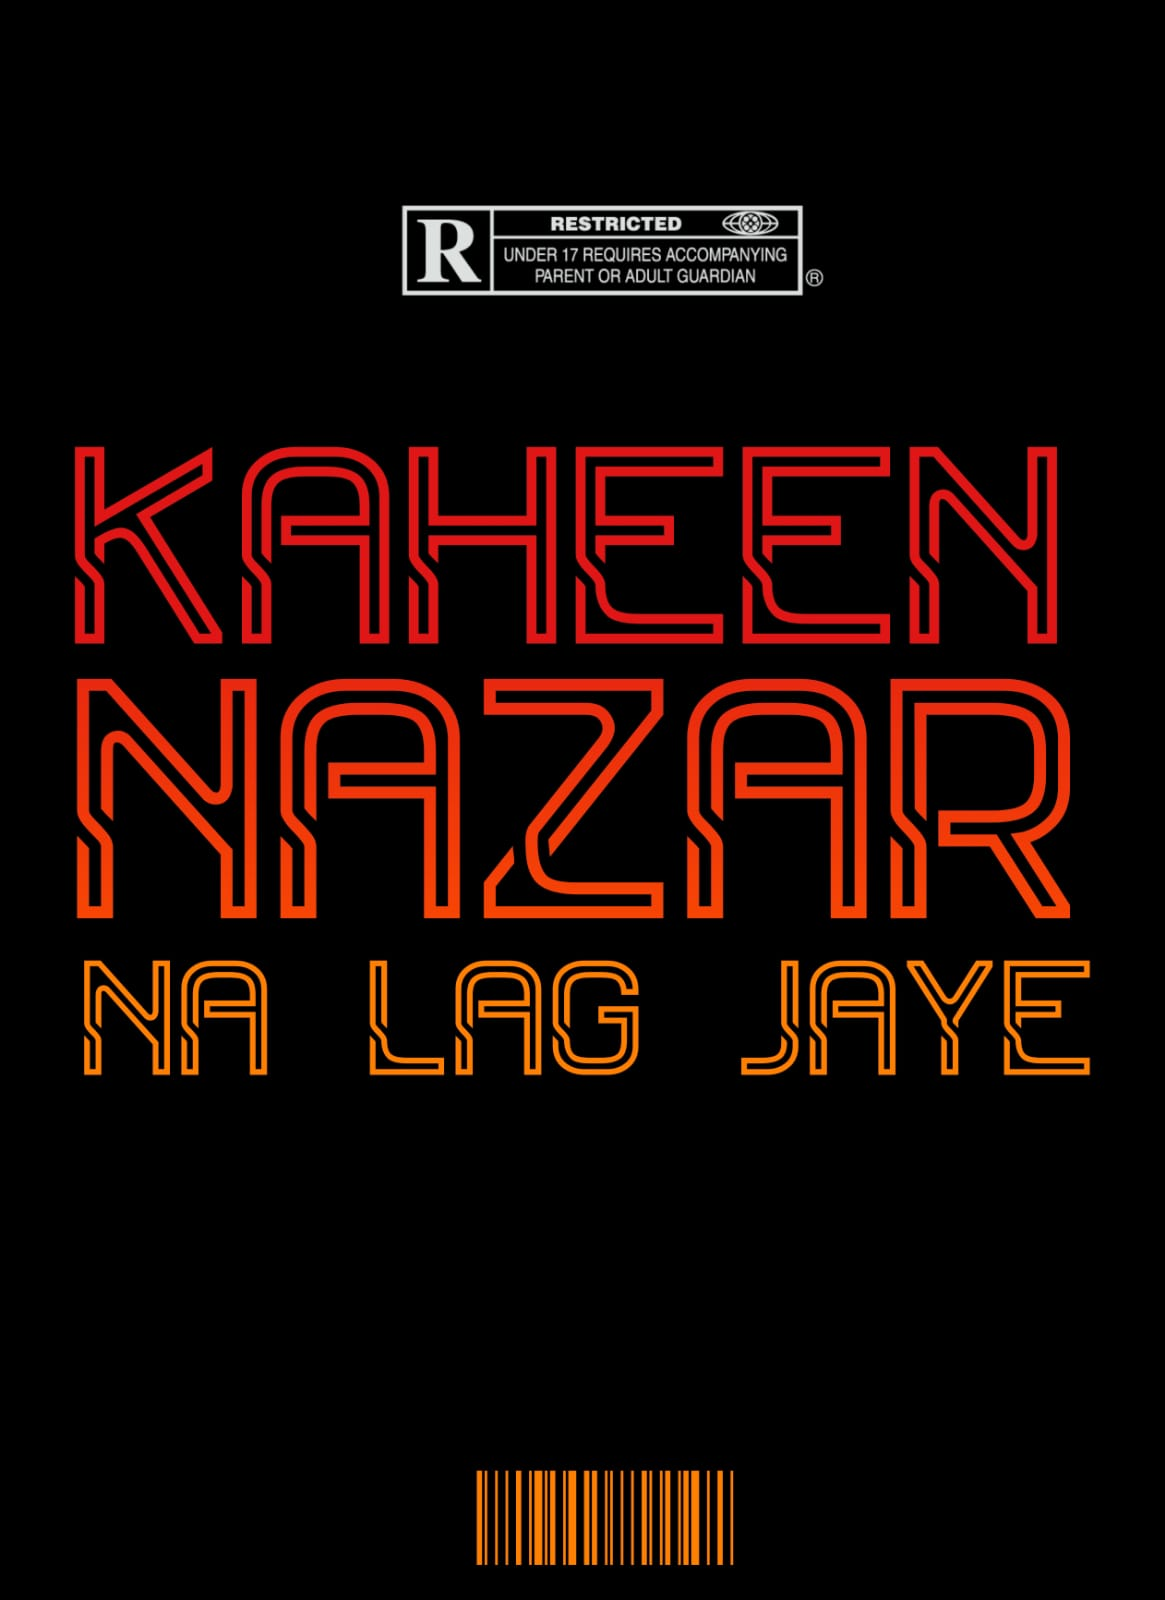 R
RESTRICTED
UNDER 17 REQUIRES ACCOMPANYING
PARENT OR ADULT GUARDIAN
®
KAHEEN
NAZAR
NA LAG JAYE